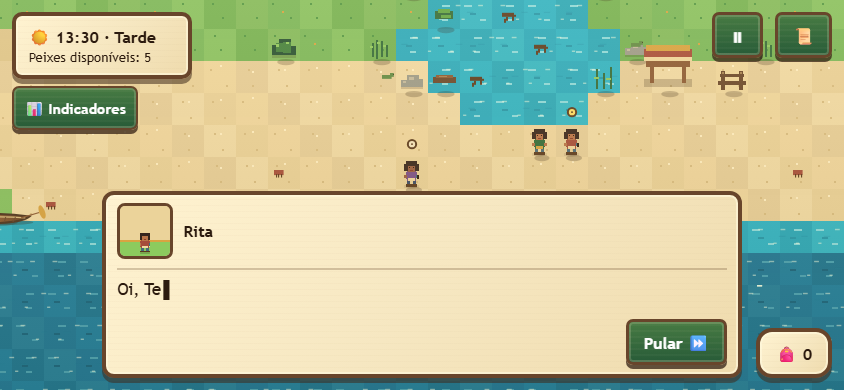 13:30 · Tarde
Peixes disponíveis: 5
Indicadores
Rita
Oi, Te
Pular
0